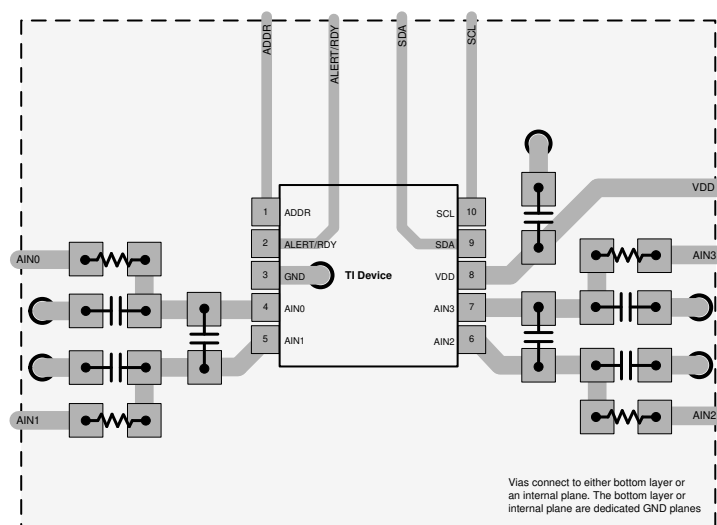 ADDR
ALERT/RDY
SDA
SCL
VDD
1 ADDR SCL 10
2 ALERT/RDY SDA 9
3 GND TI Device VDD 8
4 AIN0 AIN3 7
5 AIN1 AIN2 6
AIN0
AIN3
AIN1
AIN2
Vias connect to either bottom layer or
an internal plane. The bottom layer or
internal plane are dedicated GND planes